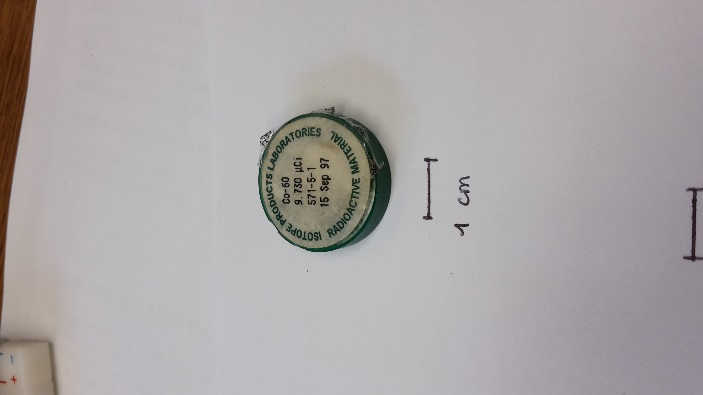 ISOTOPE PRODUCTS LABORATORIES
Co-60
9.730 μCi
571-5-1
15 Sep 97
RADIOACTIVE MATERIAL
1 cm